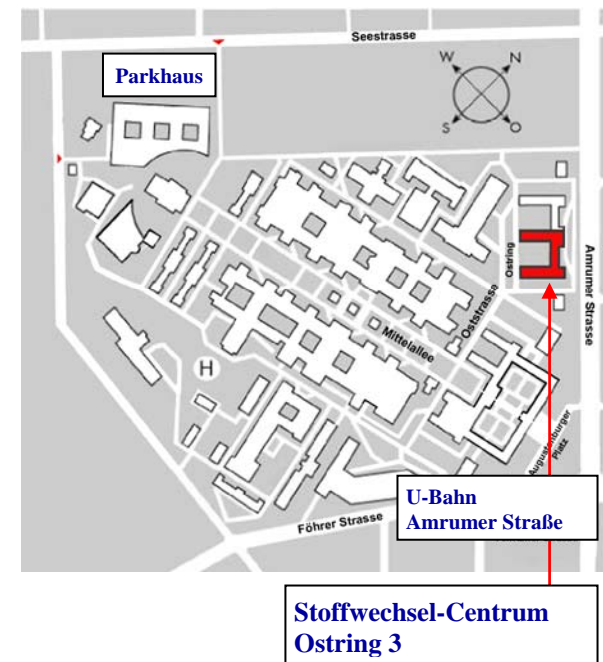 Seestrasse
Parkhaus
W N
S O
Ostring
Amrumer Strasse
Oststrasse
Mittelallee
H
Augustenburger
Platz
U-Bahn
Amrumer Straße
Föhrer Strasse
Stoffwechsel-Centrum
Ostring 3